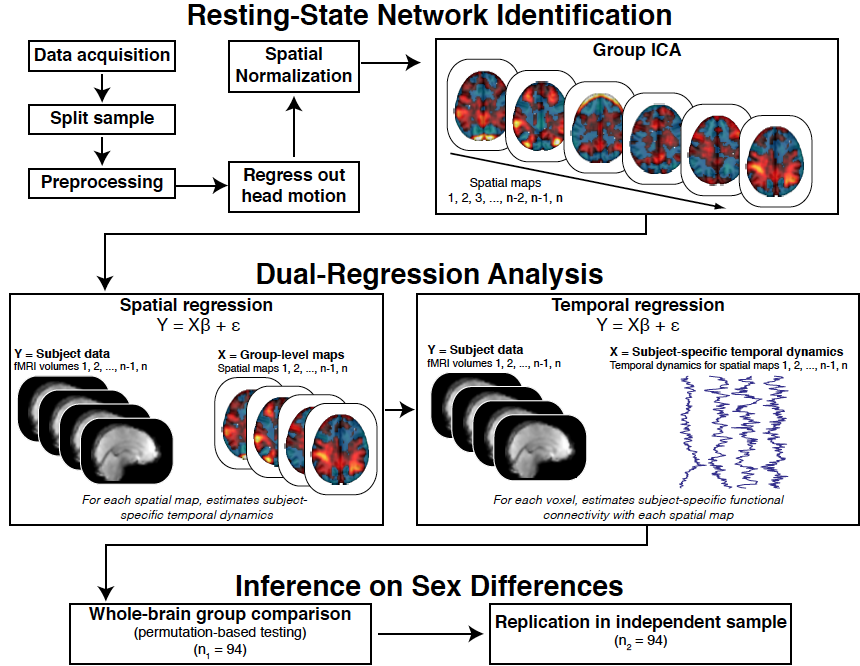 Resting-State Network Identification
Data acquisition
Split sample
Preprocessing
Regress out
head motion
Spatial
Normalization
Group ICA
Spatial maps
1, 2, 3, ..., n-2, n-1, n
Dual-Regression Analysis
Spatial regression
Y = Xβ + ε
Y = Subject data
fMRI volumes 1, 2, ..., n-1, n
X = Group-level maps
Spatial maps 1, 2, ..., n-1, n
For each spatial map, estimates subject-
specific temporal dynamics
Temporal regression
Y = Xβ + ε
Y = Subject data
fMRI volumes 1, 2, ..., n-1, n
X = Subject-specific temporal dynamics
Temporal dynamics for spatial maps 1, 2, ..., n-1, n
For each voxel, estimates subject-specific functional
connectivity with each spatial map
Inference on Sex Differences
Whole-brain group comparison
(permutation-based testing)
(n₁ = 94)
Replication in independent sample
(n₂ = 94)